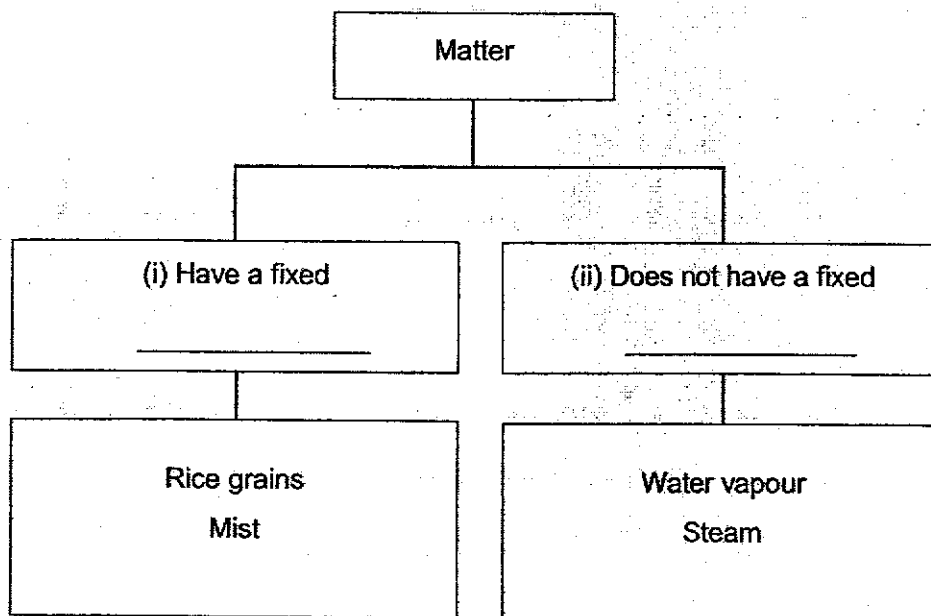 Matter
(i) Have a fixed
(ii) Does not have a fixed
Rice grains
Mist
Water vapour
Steam